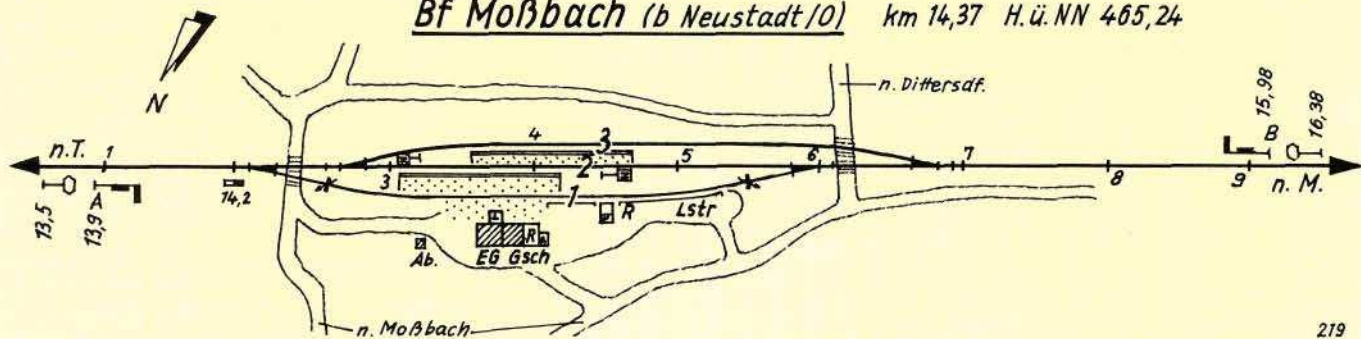 Bf Moßbach (b Neustadt/O) km 14,37 H.ü.NN 465,24
N
n. Dittersdf.
15,98
16,38
B
n.T.
1
4
3
2
3
5
6
7
8
9
n. M.
13,5
13,9
A
14,2
1
R
Lstr
L
Ab.
EG Gsch
R
n. Moßbach
219